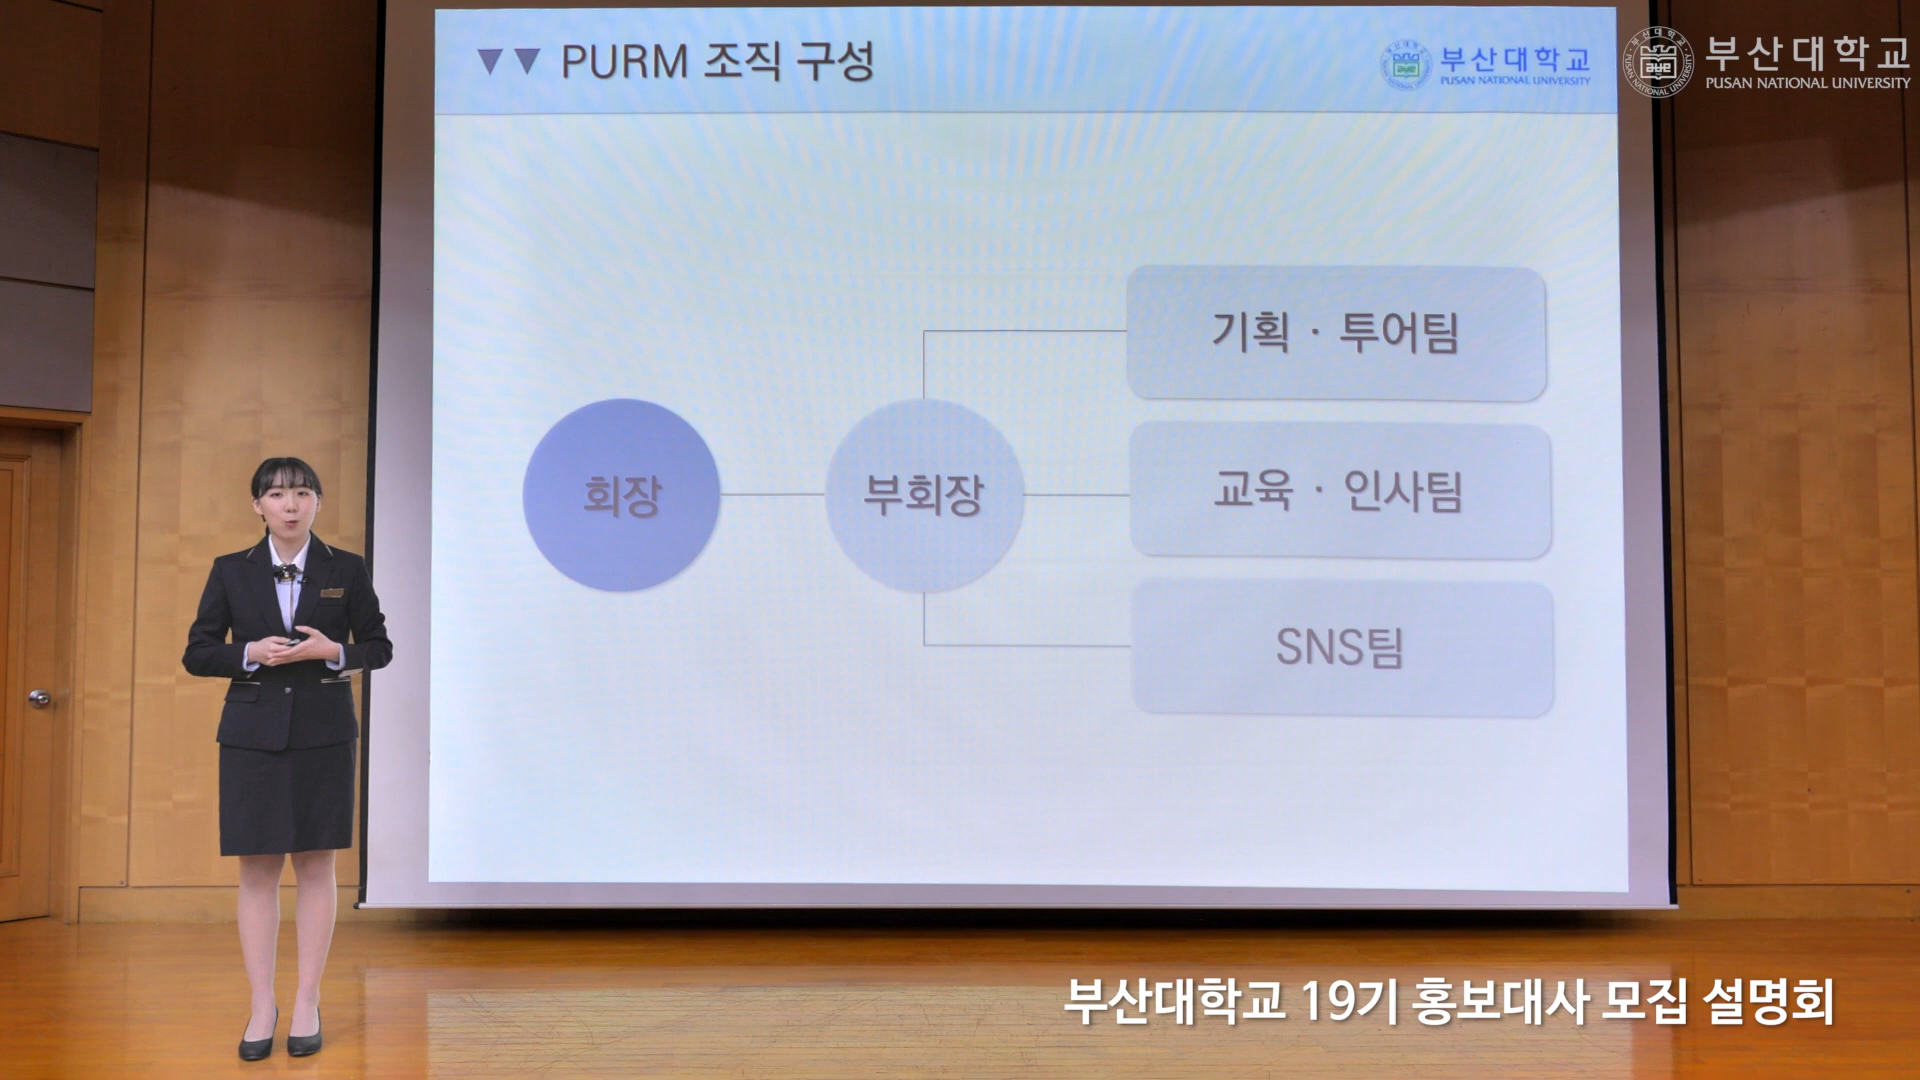 ▼▼ PURM 조직 구성
부산대학교
PUSAN NATIONAL UNIVERSITY
부산대학교
PUSAN NATIONAL UNIVERSITY
기획 · 투어팀
회장
부회장
교육 · 인사팀
SNS팀
부산대학교 19기 홍보대사 모집 설명회